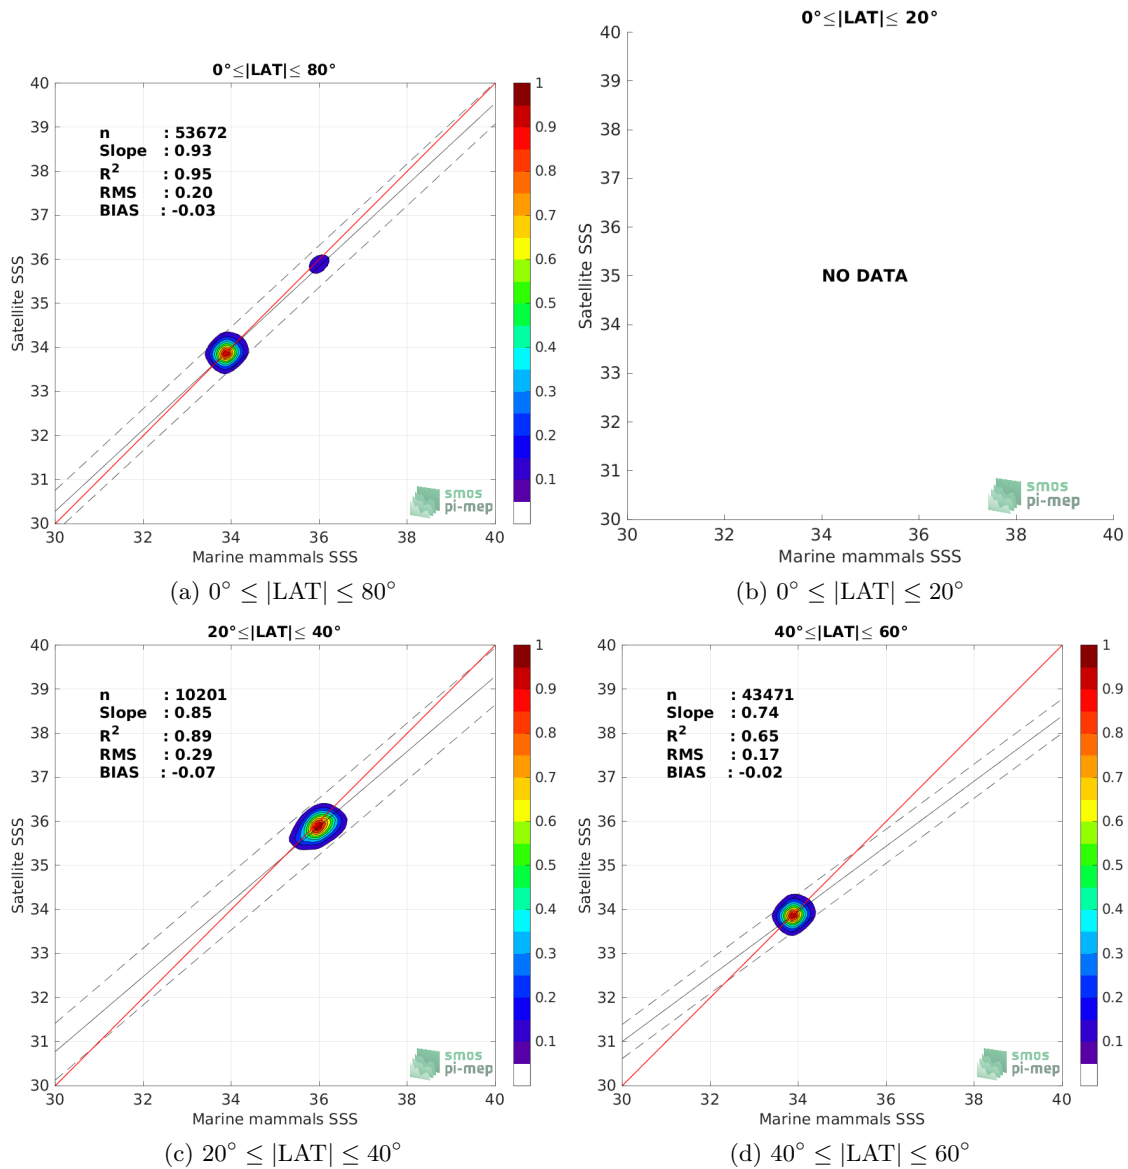 0°≤|LAT|≤ 80°
40
39
38
37
36
35
34
33
32
31
30
n : 53672
Slope : 0.93
R² : 0.95
RMS : 0.20
BIAS : -0.03
Satellite SSS
30 32 34 36 38 40
Marine mammals SSS
1
0.9
0.8
0.7
0.6
0.5
0.4
0.3
0.2
0.1
smos
pi-mep
(a) 0° ≤ |LAT| ≤ 80°
0°≤|LAT|≤ 20°
40
39
38
37
36
35
34
33
32
31
30
NO DATA
Satellite SSS
30 32 34 36 38 40
Marine mammals SSS
smos
pi-mep
(b) 0° ≤ |LAT| ≤ 20°
20°≤|LAT|≤ 40°
40
39
38
37
36
35
34
33
32
31
30
n : 10201
Slope : 0.85
R² : 0.89
RMS : 0.29
BIAS : -0.07
Satellite SSS
30 32 34 36 38 40
Marine mammals SSS
1
0.9
0.8
0.7
0.6
0.5
0.4
0.3
0.2
0.1
smos
pi-mep
(c) 20° ≤ |LAT| ≤ 40°
40°≤|LAT|≤ 60°
40
39
38
37
36
35
34
33
32
31
30
n : 43471
Slope : 0.74
R² : 0.65
RMS : 0.17
BIAS : -0.02
Satellite SSS
30 32 34 36 38 40
Marine mammals SSS
1
0.9
0.8
0.7
0.6
0.5
0.4
0.3
0.2
0.1
smos
pi-mep
(d) 40° ≤ |LAT| ≤ 60°